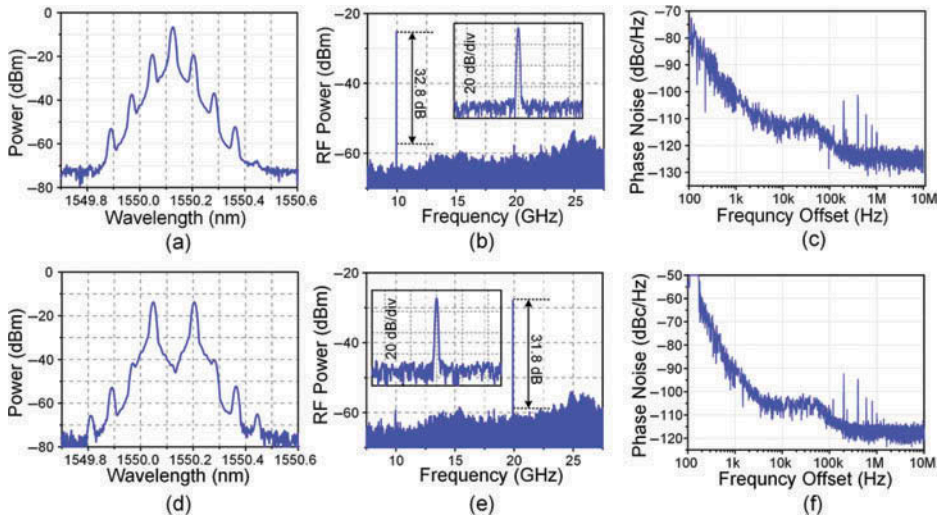 0
−20
−40
−60
−80
Power (dBm)
1549.8 1550.0 1550.2 1550.4 1550.6
Wavelength (nm)
(a)
−20
−40
−60
RF Power (dBm)
32.8 dB
20 dB/div
10 15 20 25
Frequency (GHz)
(b)
−70
−80
−90
−100
−110
−120
−130
Phase Noise (dBc/Hz)
100 1k 10k 100k 1M 10M
Frequncy Offset (Hz)
(c)
0
−20
−40
−60
−80
Power (dBm)
1549.8 1550.0 1550.2 1550.4 1550.6
Wavelength (nm)
(d)
−20
−40
−60
RF Power (dBm)
20 dB/div
31.8 dB
10 15 20 25
Frequency (GHz)
(e)
−50
−60
−70
−80
−90
−100
−110
−120
Phase Noise (dBc/Hz)
100 1k 10k 100k 1M 10M
Frequncy Offset (Hz)
(f)